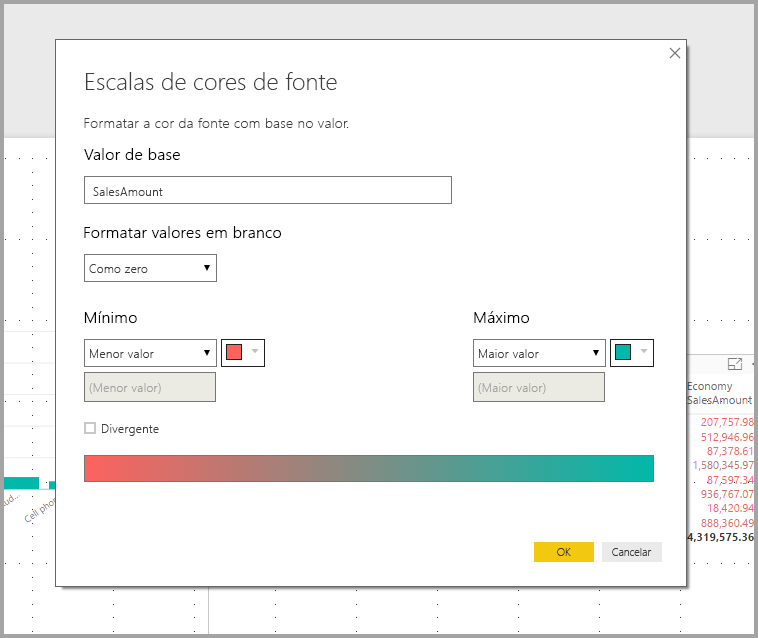 Escalas de cores de fonte
Formatar a cor da fonte com base no valor.
Valor de base
SalesAmount
Formatar valores em branco
Como zero
Mínimo
Máximo
Menor valor
Maior valor
(Menor valor)
(Maior valor)
Divergente
OK
Cancelar
Economy
SalesAmount
207,757.98
512,946.96
87,378.61
1,580,345.97
87,597.34
936,767.07
18,420.94
888,360.49
4,319,575.36
ud...
Cell pho